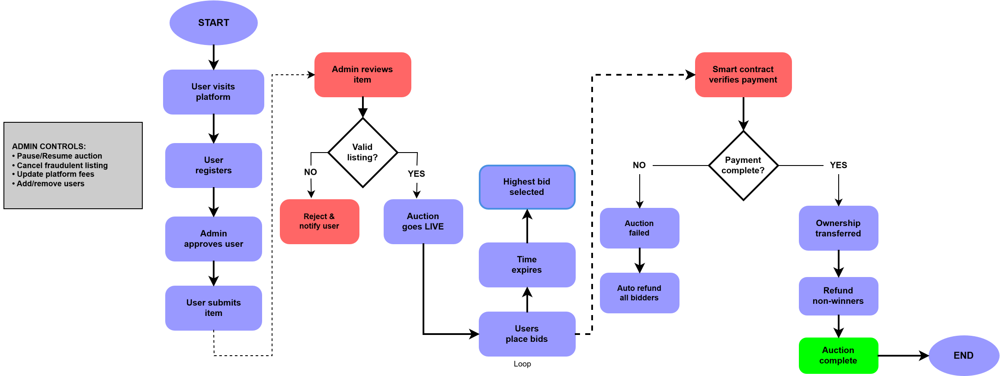 START
User visits
platform
User
registers
Admin
approves user
User submits
item
ADMIN CONTROLS:
• Pause/Resume auction
• Cancel fraudulent listing
• Update platform fees
• Add/remove users
Admin reviews
item
Valid
listing?
NO
YES
Reject &
notify user
Auction
goes LIVE
Highest bid
selected
Time
expires
Users
place bids
Loop
Smart contract
verifies payment
Payment
complete?
NO
YES
Auction
failed
Auto refund
all bidders
Ownership
transferred
Refund
non-winners
Auction
complete
END